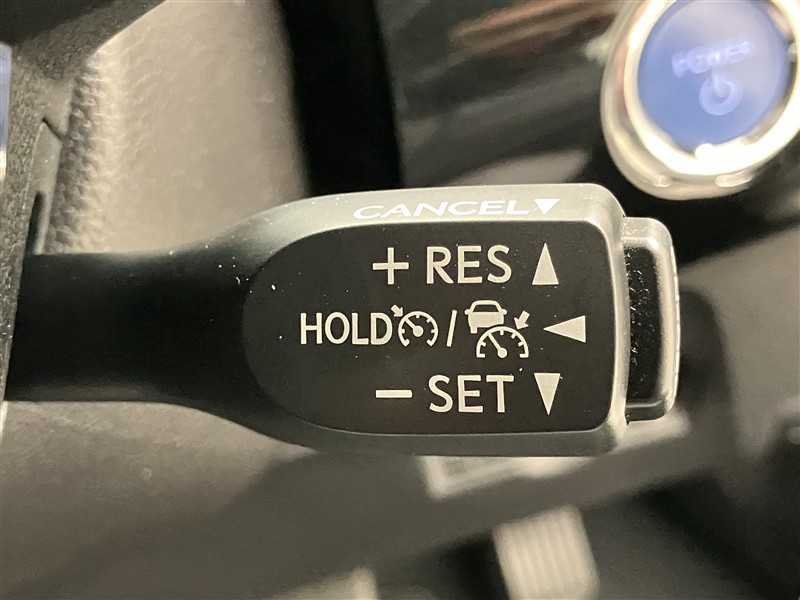 POWER
CANCEL▼
+ RES ▲
HOLD / ◀
− SET ▼